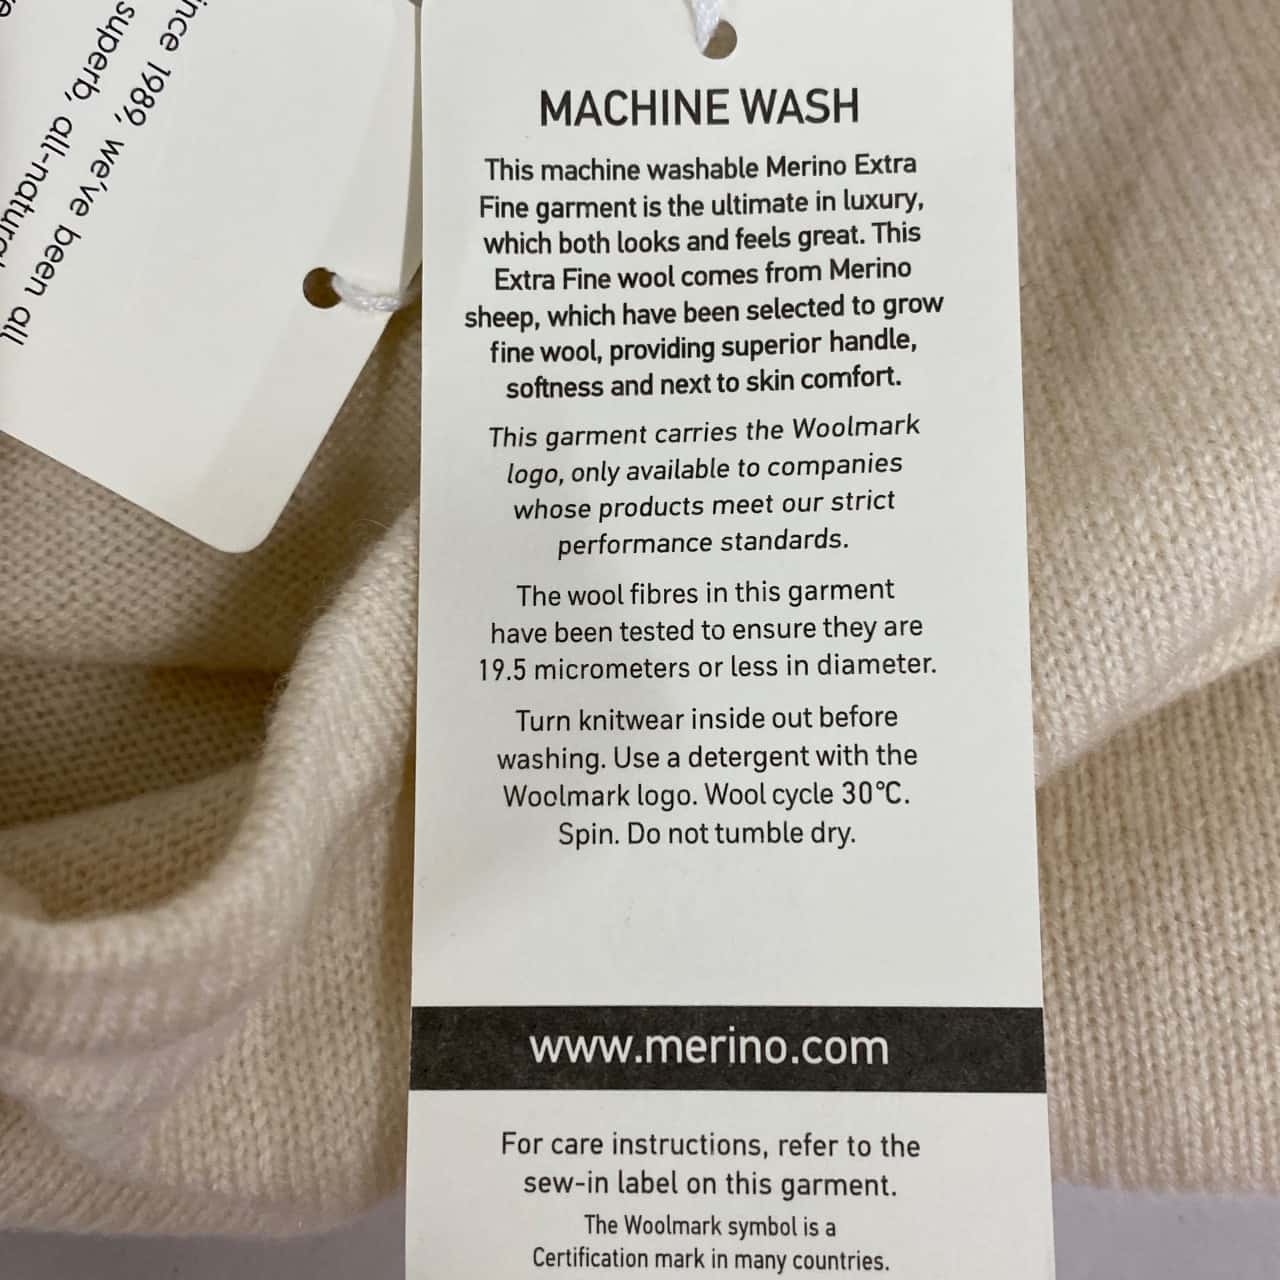 ince 1989, we've been all
superb, all-natural
MACHINE WASH
This machine washable Merino Extra
Fine garment is the ultimate in luxury,
which both looks and feels great. This
Extra Fine wool comes from Merino
sheep, which have been selected to grow
fine wool, providing superior handle,
softness and next to skin comfort.
This garment carries the Woolmark
logo, only available to companies
whose products meet our strict
performance standards.
The wool fibres in this garment
have been tested to ensure they are
19.5 micrometers or less in diameter.
Turn knitwear inside out before
washing. Use a detergent with the
Woolmark logo. Wool cycle 30°C.
Spin. Do not tumble dry.
www.merino.com
For care instructions, refer to the
sew-in label on this garment.
The Woolmark symbol is a
Certification mark in many countries.